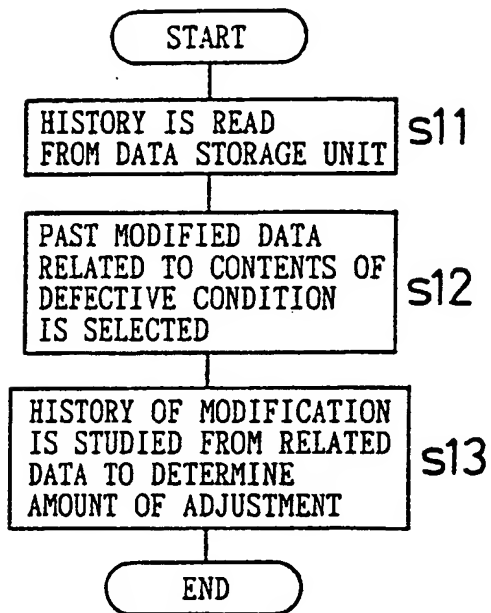 START
HISTORY IS READ
FROM DATA STORAGE UNIT
S11
PAST MODIFIED DATA
RELATED TO CONTENTS OF
DEFECTIVE CONDITION
IS SELECTED
S12
HISTORY OF MODIFICATION
IS STUDIED FROM RELATED
DATA TO DETERMINE
AMOUNT OF ADJUSTMENT
S13
END